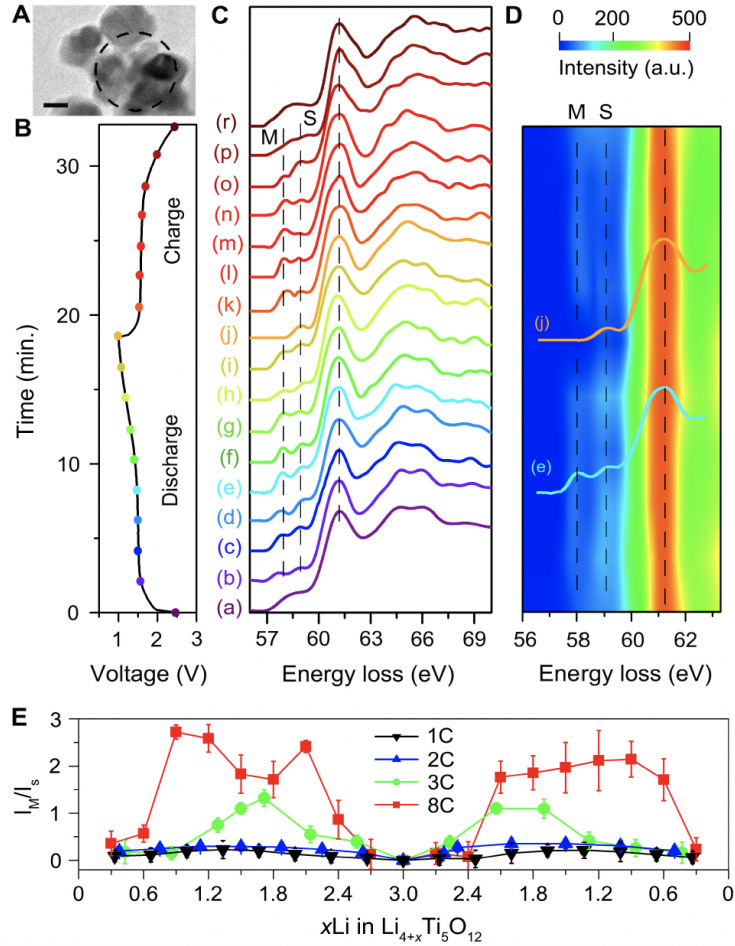 A
B
Time (min.)
30
20
10
0
Charge
Discharge
1
2
3
Voltage (V)
C
(r)
(p)
(o)
(n)
(m)
(l)
(k)
(j)
(i)
(h)
(g)
(f)
(e)
(d)
(c)
(b)
(a)
M
S
57
60
63
66
69
Energy loss (eV)
D
0
200
500
Intensity (a.u.)
M
S
(j)
(e)
56
58
60
62
Energy loss (eV)
E
I_M/I_s
3
2
1
0
1C
2C
3C
8C
0 0.6 1.2 1.8 2.4 3.0 2.4 1.8 1.2 0.6 0
xLi in Li₄₊ₓTi₅O₁₂